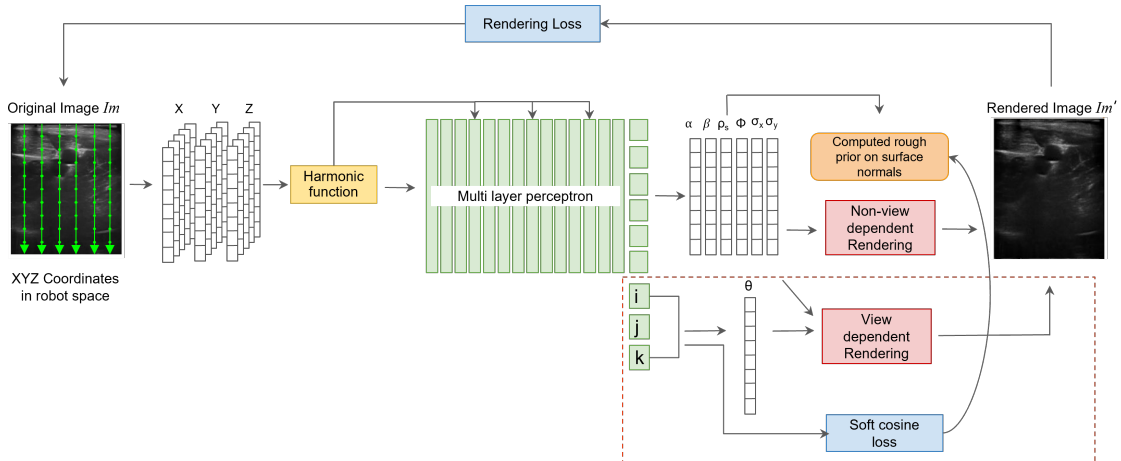 Rendering Loss
Original Image Im
X Y Z
Harmonic
function
Multi layer perceptron
α β ρs Φ σx σy
Computed rough
prior on surface
normals
Non-view
dependent
Rendering
Rendered Image Im'
XYZ Coordinates
in robot space
i
j
k
θ
View
dependent
Rendering
Soft cosine
loss